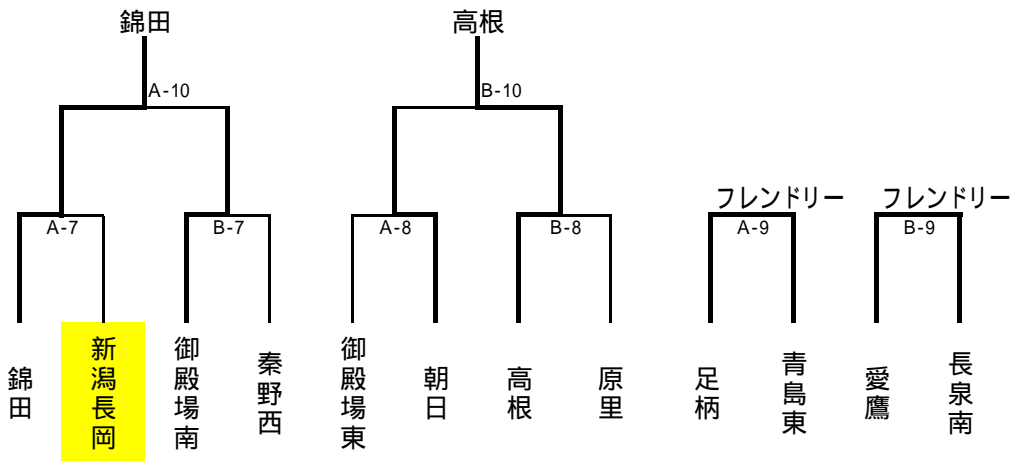 錦田
高根
A-10
B-10
フレンドリー
フレンドリー
A-7
B-7
A-8
B-8
A-9
B-9
錦田
新潟長岡
御殿場南
秦野西
御殿場東
朝日
高根
原里
足柄
青島東
愛鷹
長泉南